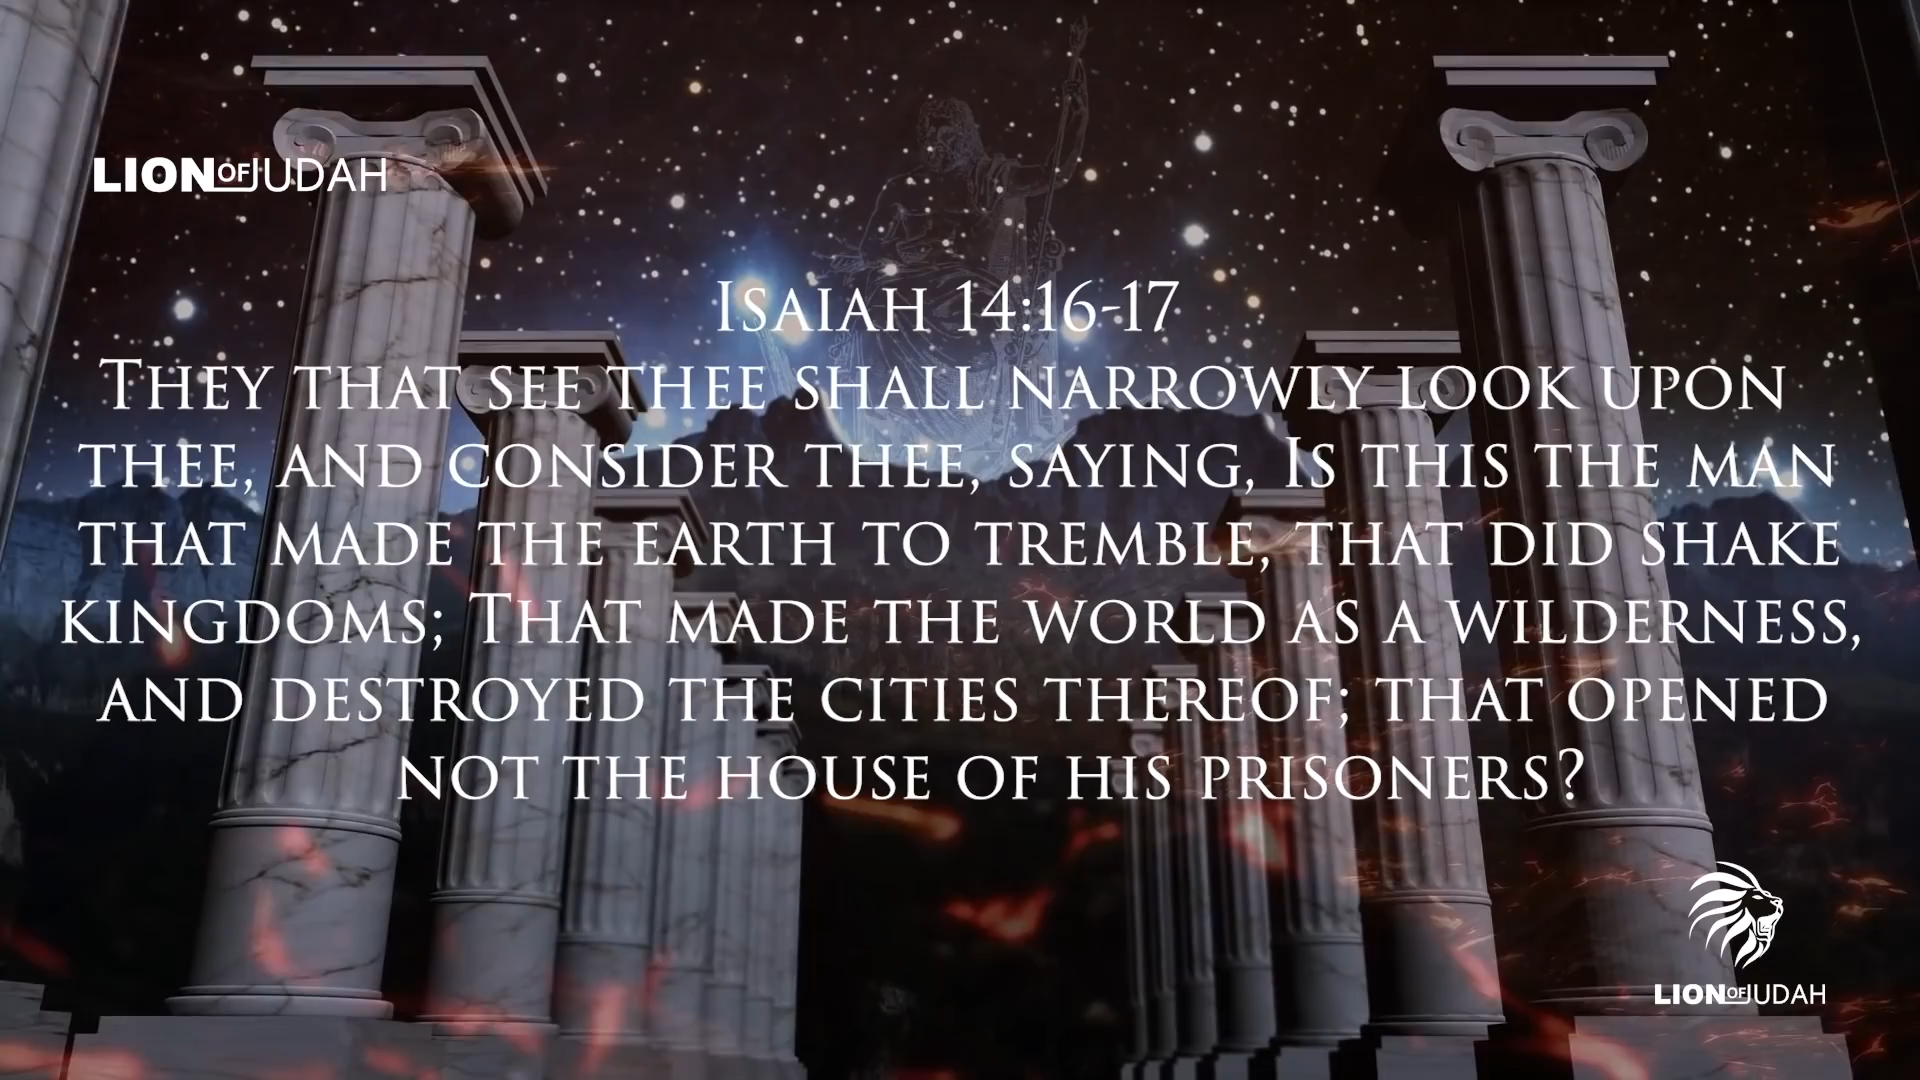 LION OF JUDAH
Isaiah 14:16-17
They that see thee shall narrowly look upon
thee, and consider thee, saying, Is this the man
that made the earth to tremble, that did shake
kingdoms; That made the world as a wilderness,
and destroyed the cities thereof; that opened
not the house of his prisoners?
LION OF JUDAH